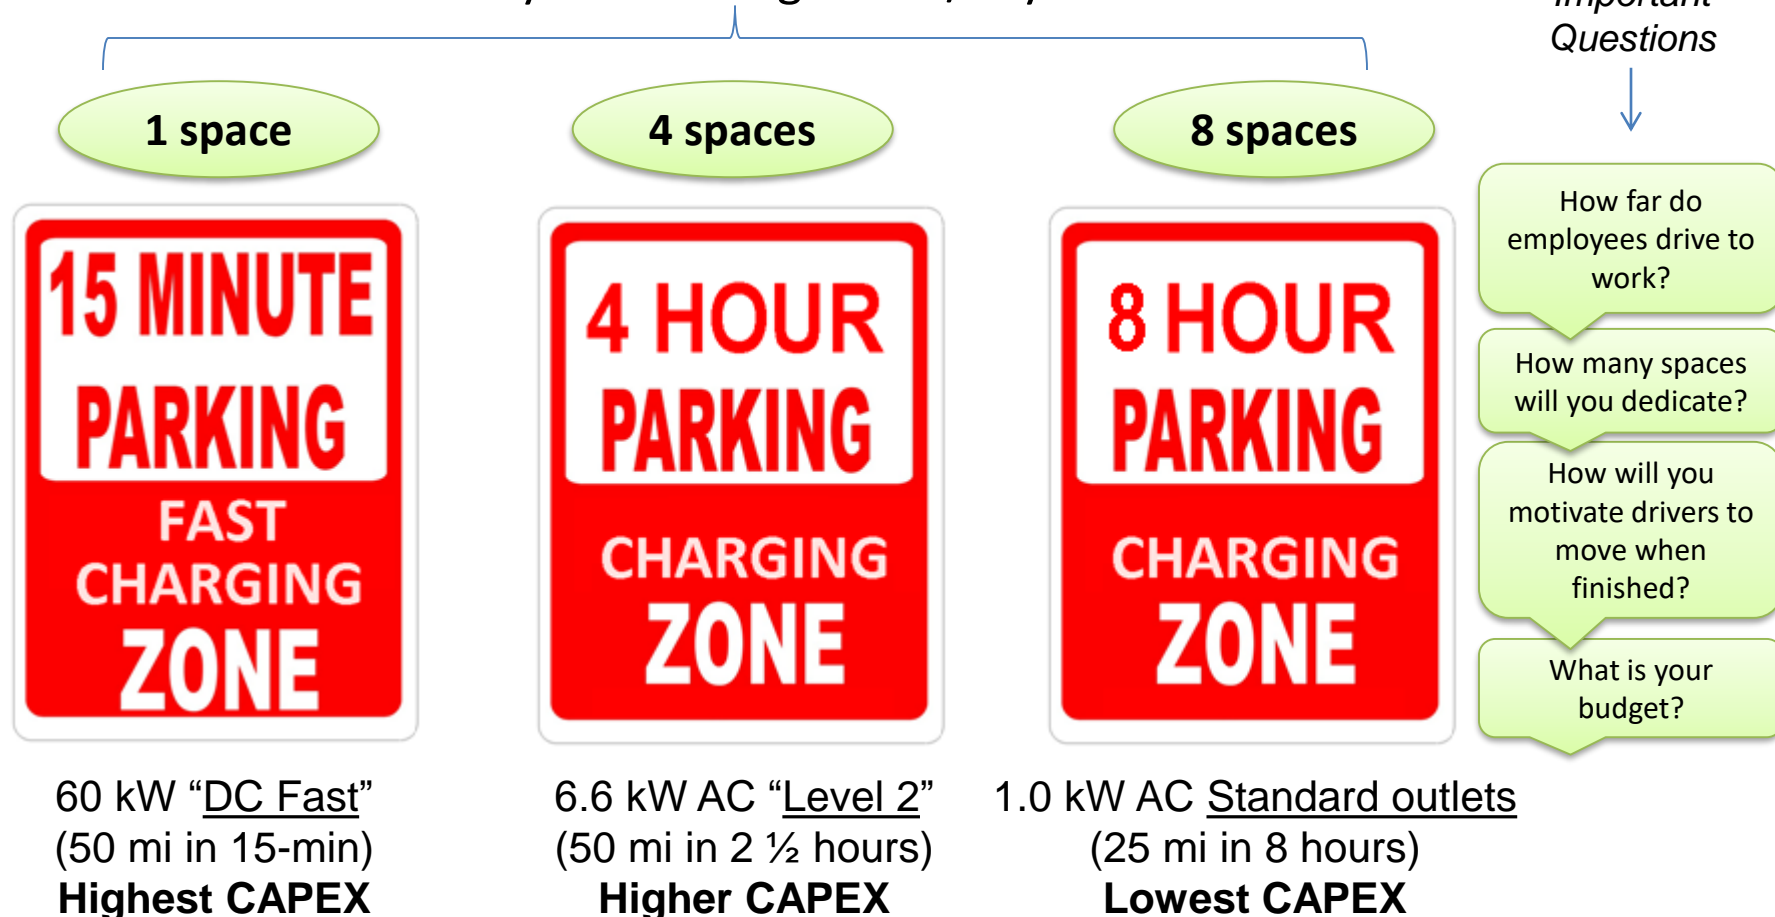 Important
Questions
1 space
4 spaces
8 spaces
15 MINUTE
PARKING
FAST
CHARGING
ZONE
4 HOUR
PARKING
CHARGING
ZONE
8 HOUR
PARKING
CHARGING
ZONE
How far do
employees drive to
work?
How many spaces
will you dedicate?
How will you
motivate drivers to
move when
finished?
What is your
budget?
60 kW “DC Fast”
(50 mi in 15-min)
Highest CAPEX
6.6 kW AC “Level 2”
(50 mi in 2 ½ hours)
Higher CAPEX
1.0 kW AC Standard outlets
(25 mi in 8 hours)
Lowest CAPEX